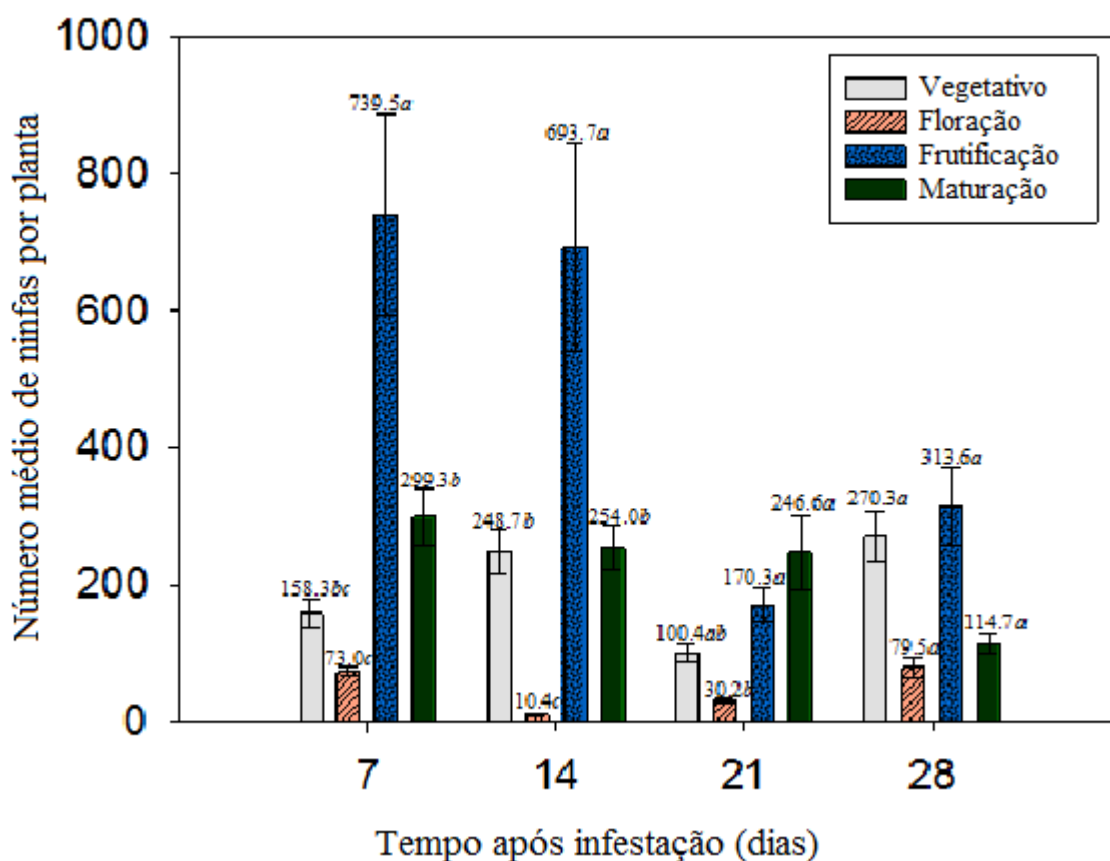 Número médio de ninfas por planta
1000
800
600
400
200
0
Vegetativo
Floração
Frutificação
Maturação
739.5a
693.7a
299.3b
248.7b
254.0b
246.6a
270.3a
313.6a
158.3bc
73.0c
10.4c
100.4ab
30.2b
170.3a
79.5a
114.7a
7
14
21
28
Tempo após infestação (dias)